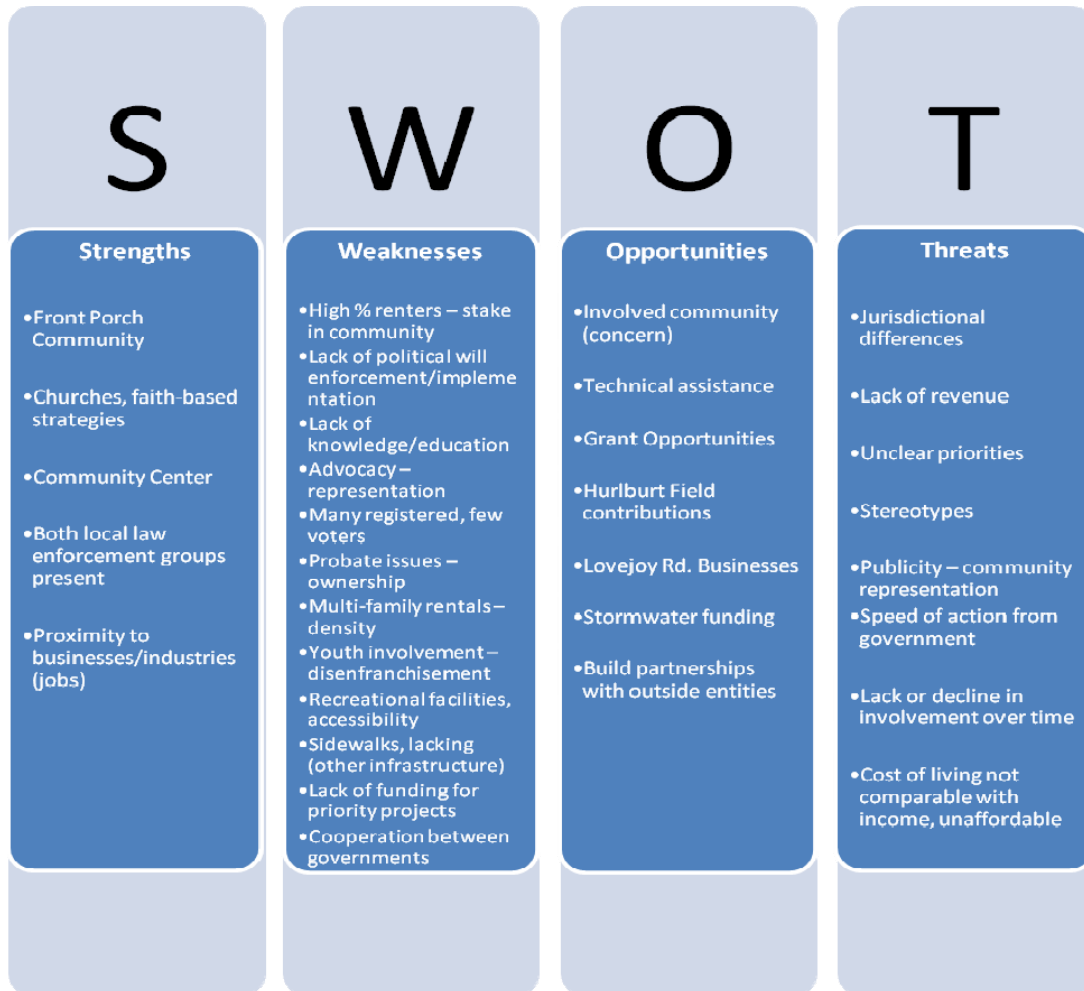 S
W
O
T
Strengths
•Front Porch
Community
•Churches, faith-based
strategies
•Community Center
•Both local law
enforcement groups
present
•Proximity to
businesses/industries
(jobs)
Weaknesses
•High % renters – stake
in community
•Lack of political will
enforcement/impleme
ntation
•Lack of
knowledge/education
•Advocacy –
representation
•Many registered, few
voters
•Probate issues –
ownership
•Multi-family rentals –
density
•Youth involvement –
disenfranchisement
•Recreational facilities,
accessibility
•Sidewalks, lacking
(other infrastructure)
•Lack of funding for
priority projects
•Cooperation between
governments
Opportunities
•Involved community
(concern)
•Technical assistance
•Grant Opportunities
•Hurlburt Field
contributions
•Lovejoy Rd. Businesses
•Stormwater funding
•Build partnerships
with outside entities
Threats
•Jurisdictional
differences
•Lack of revenue
•Unclear priorities
•Stereotypes
•Publicity – community
representation
•Speed of action from
government
•Lack or decline in
involvement over time
•Cost of living not
comparable with
income, unaffordable